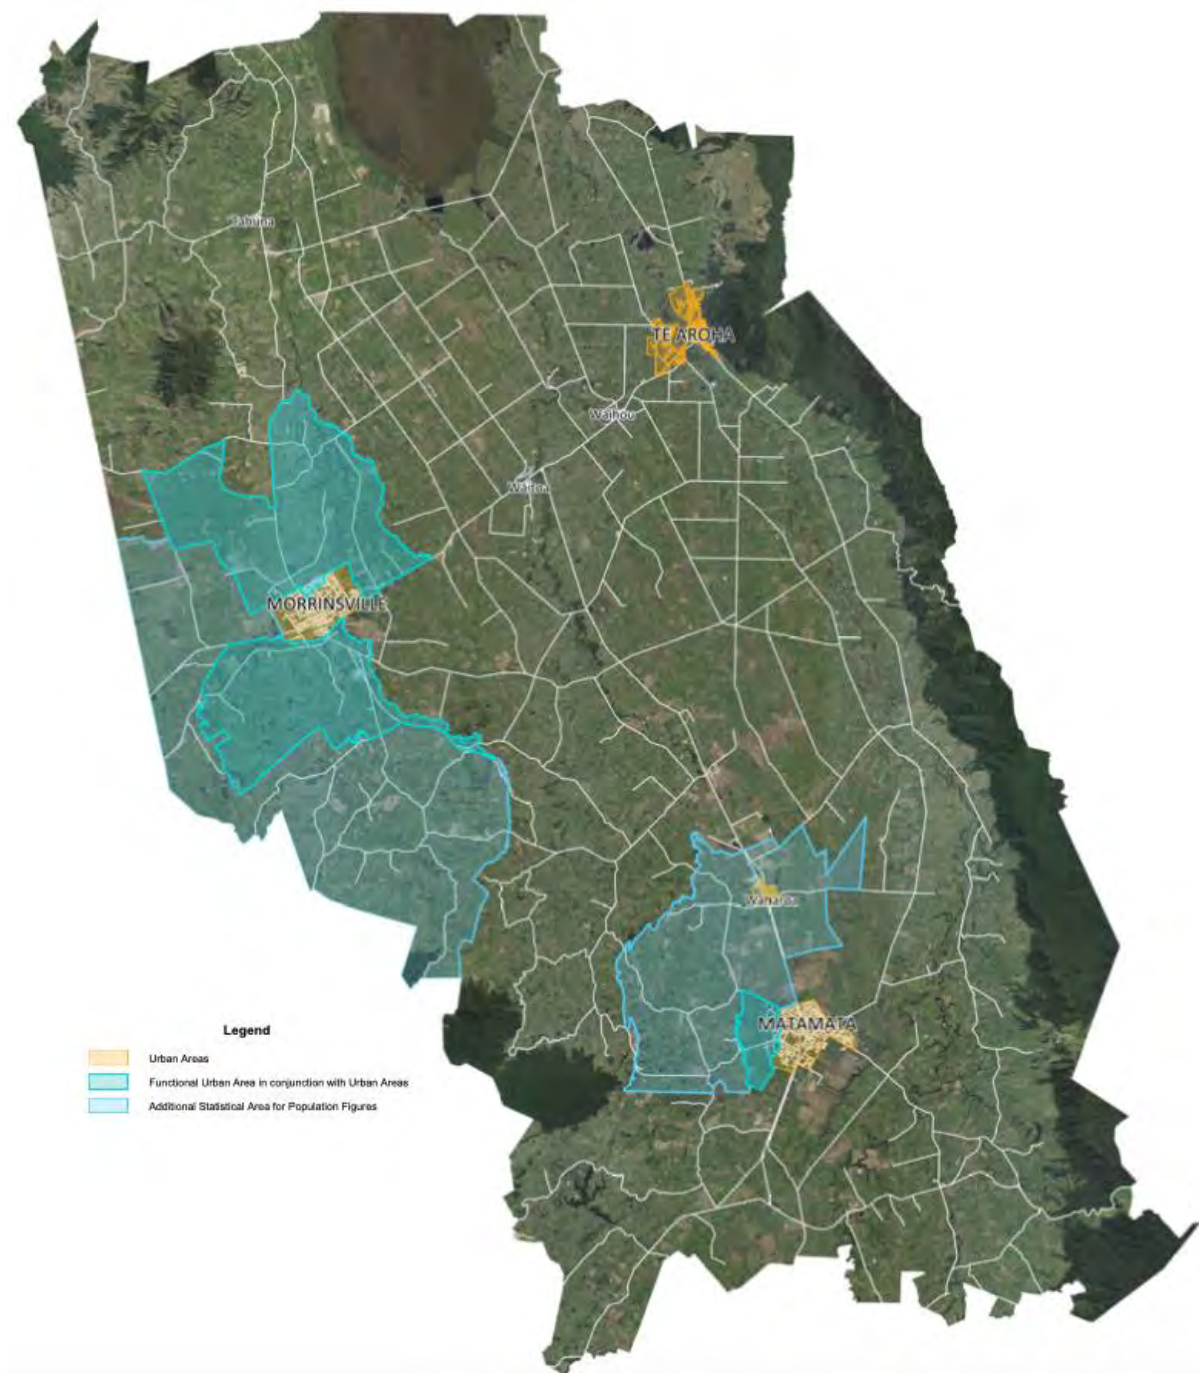 Tahuna
TE AROHA
Waihou
Waitoa
MORRINSVILLE
Waharoa
MATAMATA
Legend
Urban Areas
Functional Urban Area in conjunction with Urban Areas
Additional Statistical Area for Population Figures